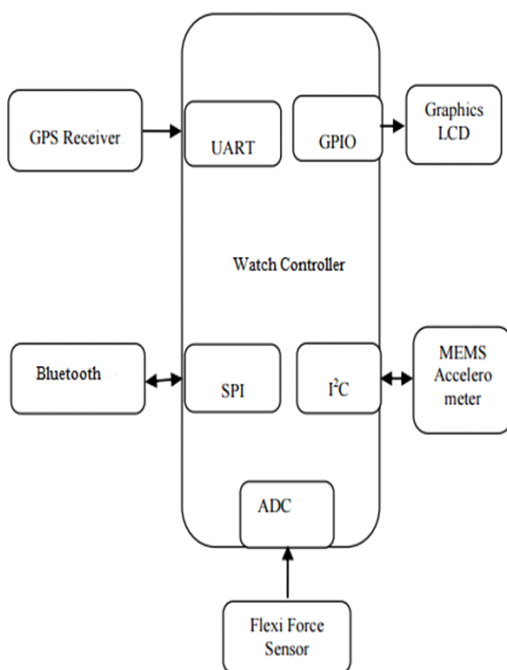 GPS Receiver
UART
GPIO
Graphics
LCD
Watch Controller
Bluetooth
SPI
I²C
MEMS
Accelero
meter
ADC
Flexi Force
Sensor